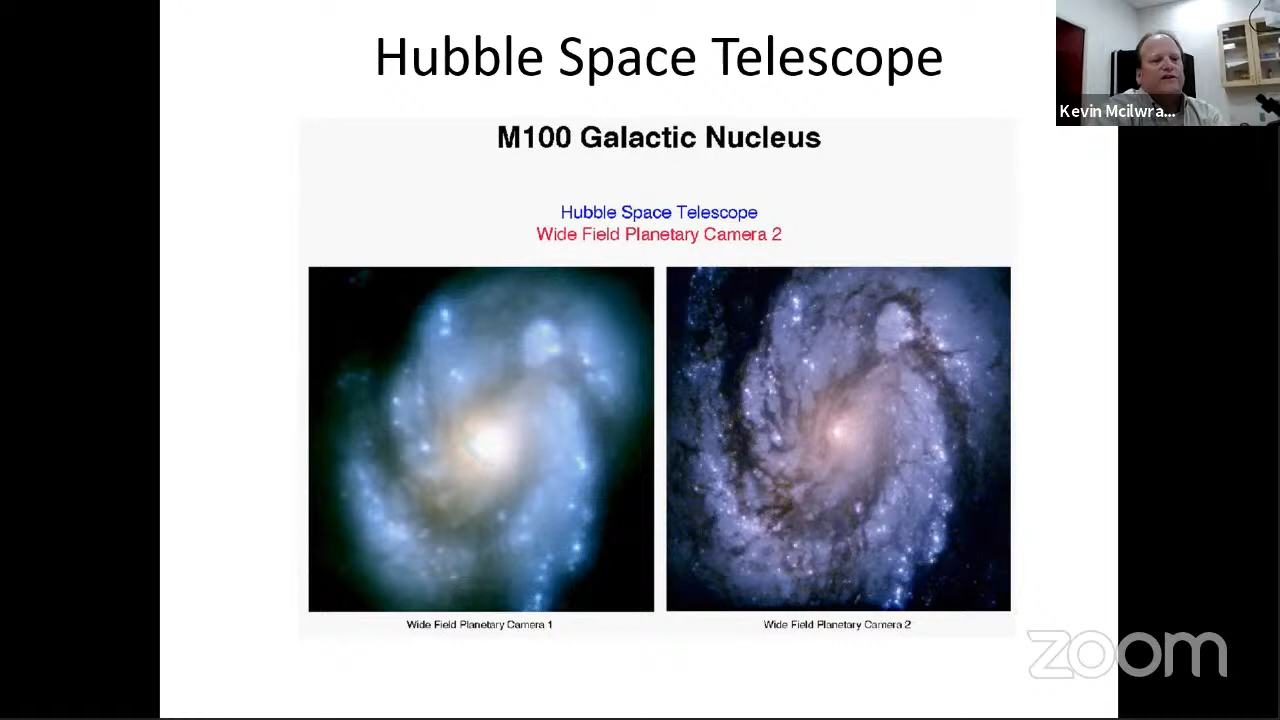 Hubble Space Telescope
Kevin Mcilwra...
M100 Galactic Nucleus
Hubble Space Telescope
Wide Field Planetary Camera 2
Wide Field Planetary Camera 1
Wide Field Planetary Camera 2
zoom